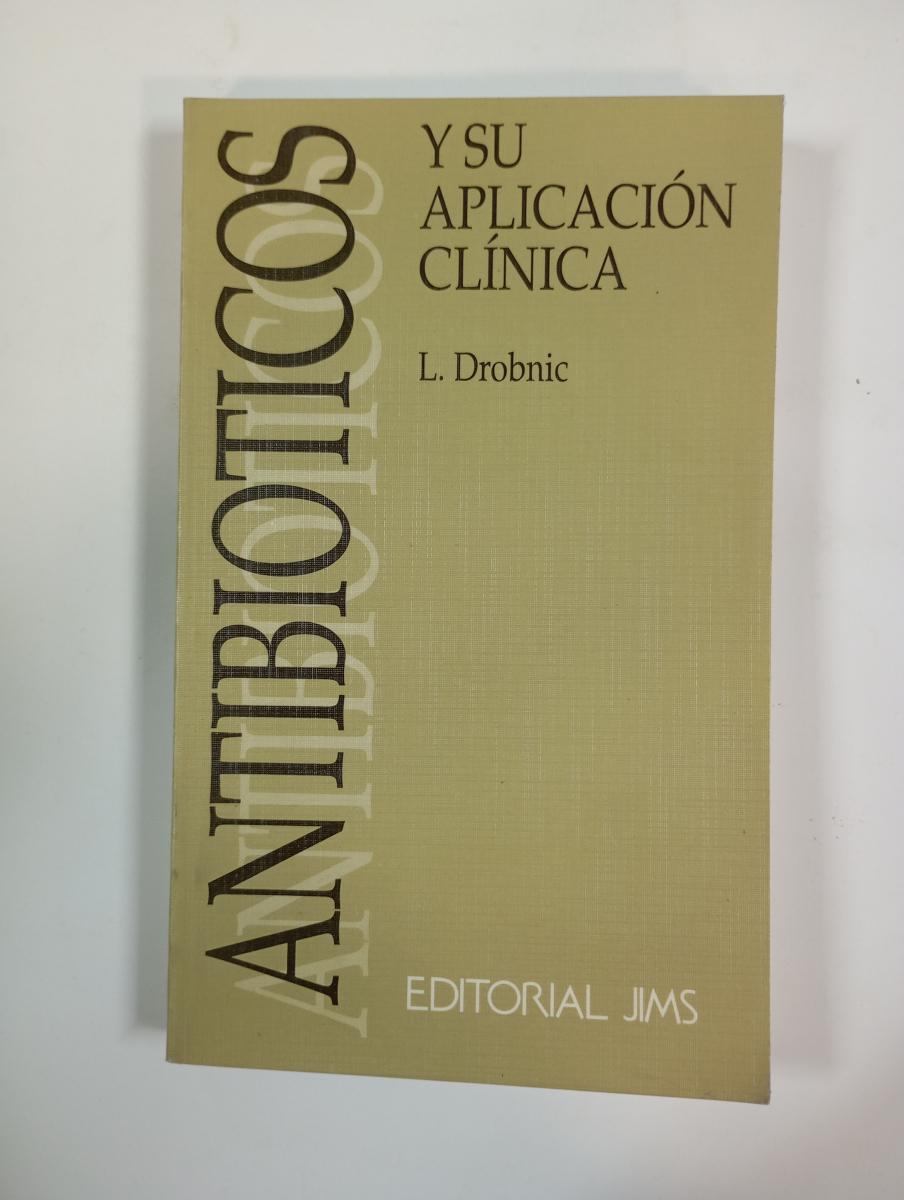 ANTIBIOTICOS
Y SU
APLICACIÓN
CLÍNICA
L. Drobnic
EDITORIAL JIMS